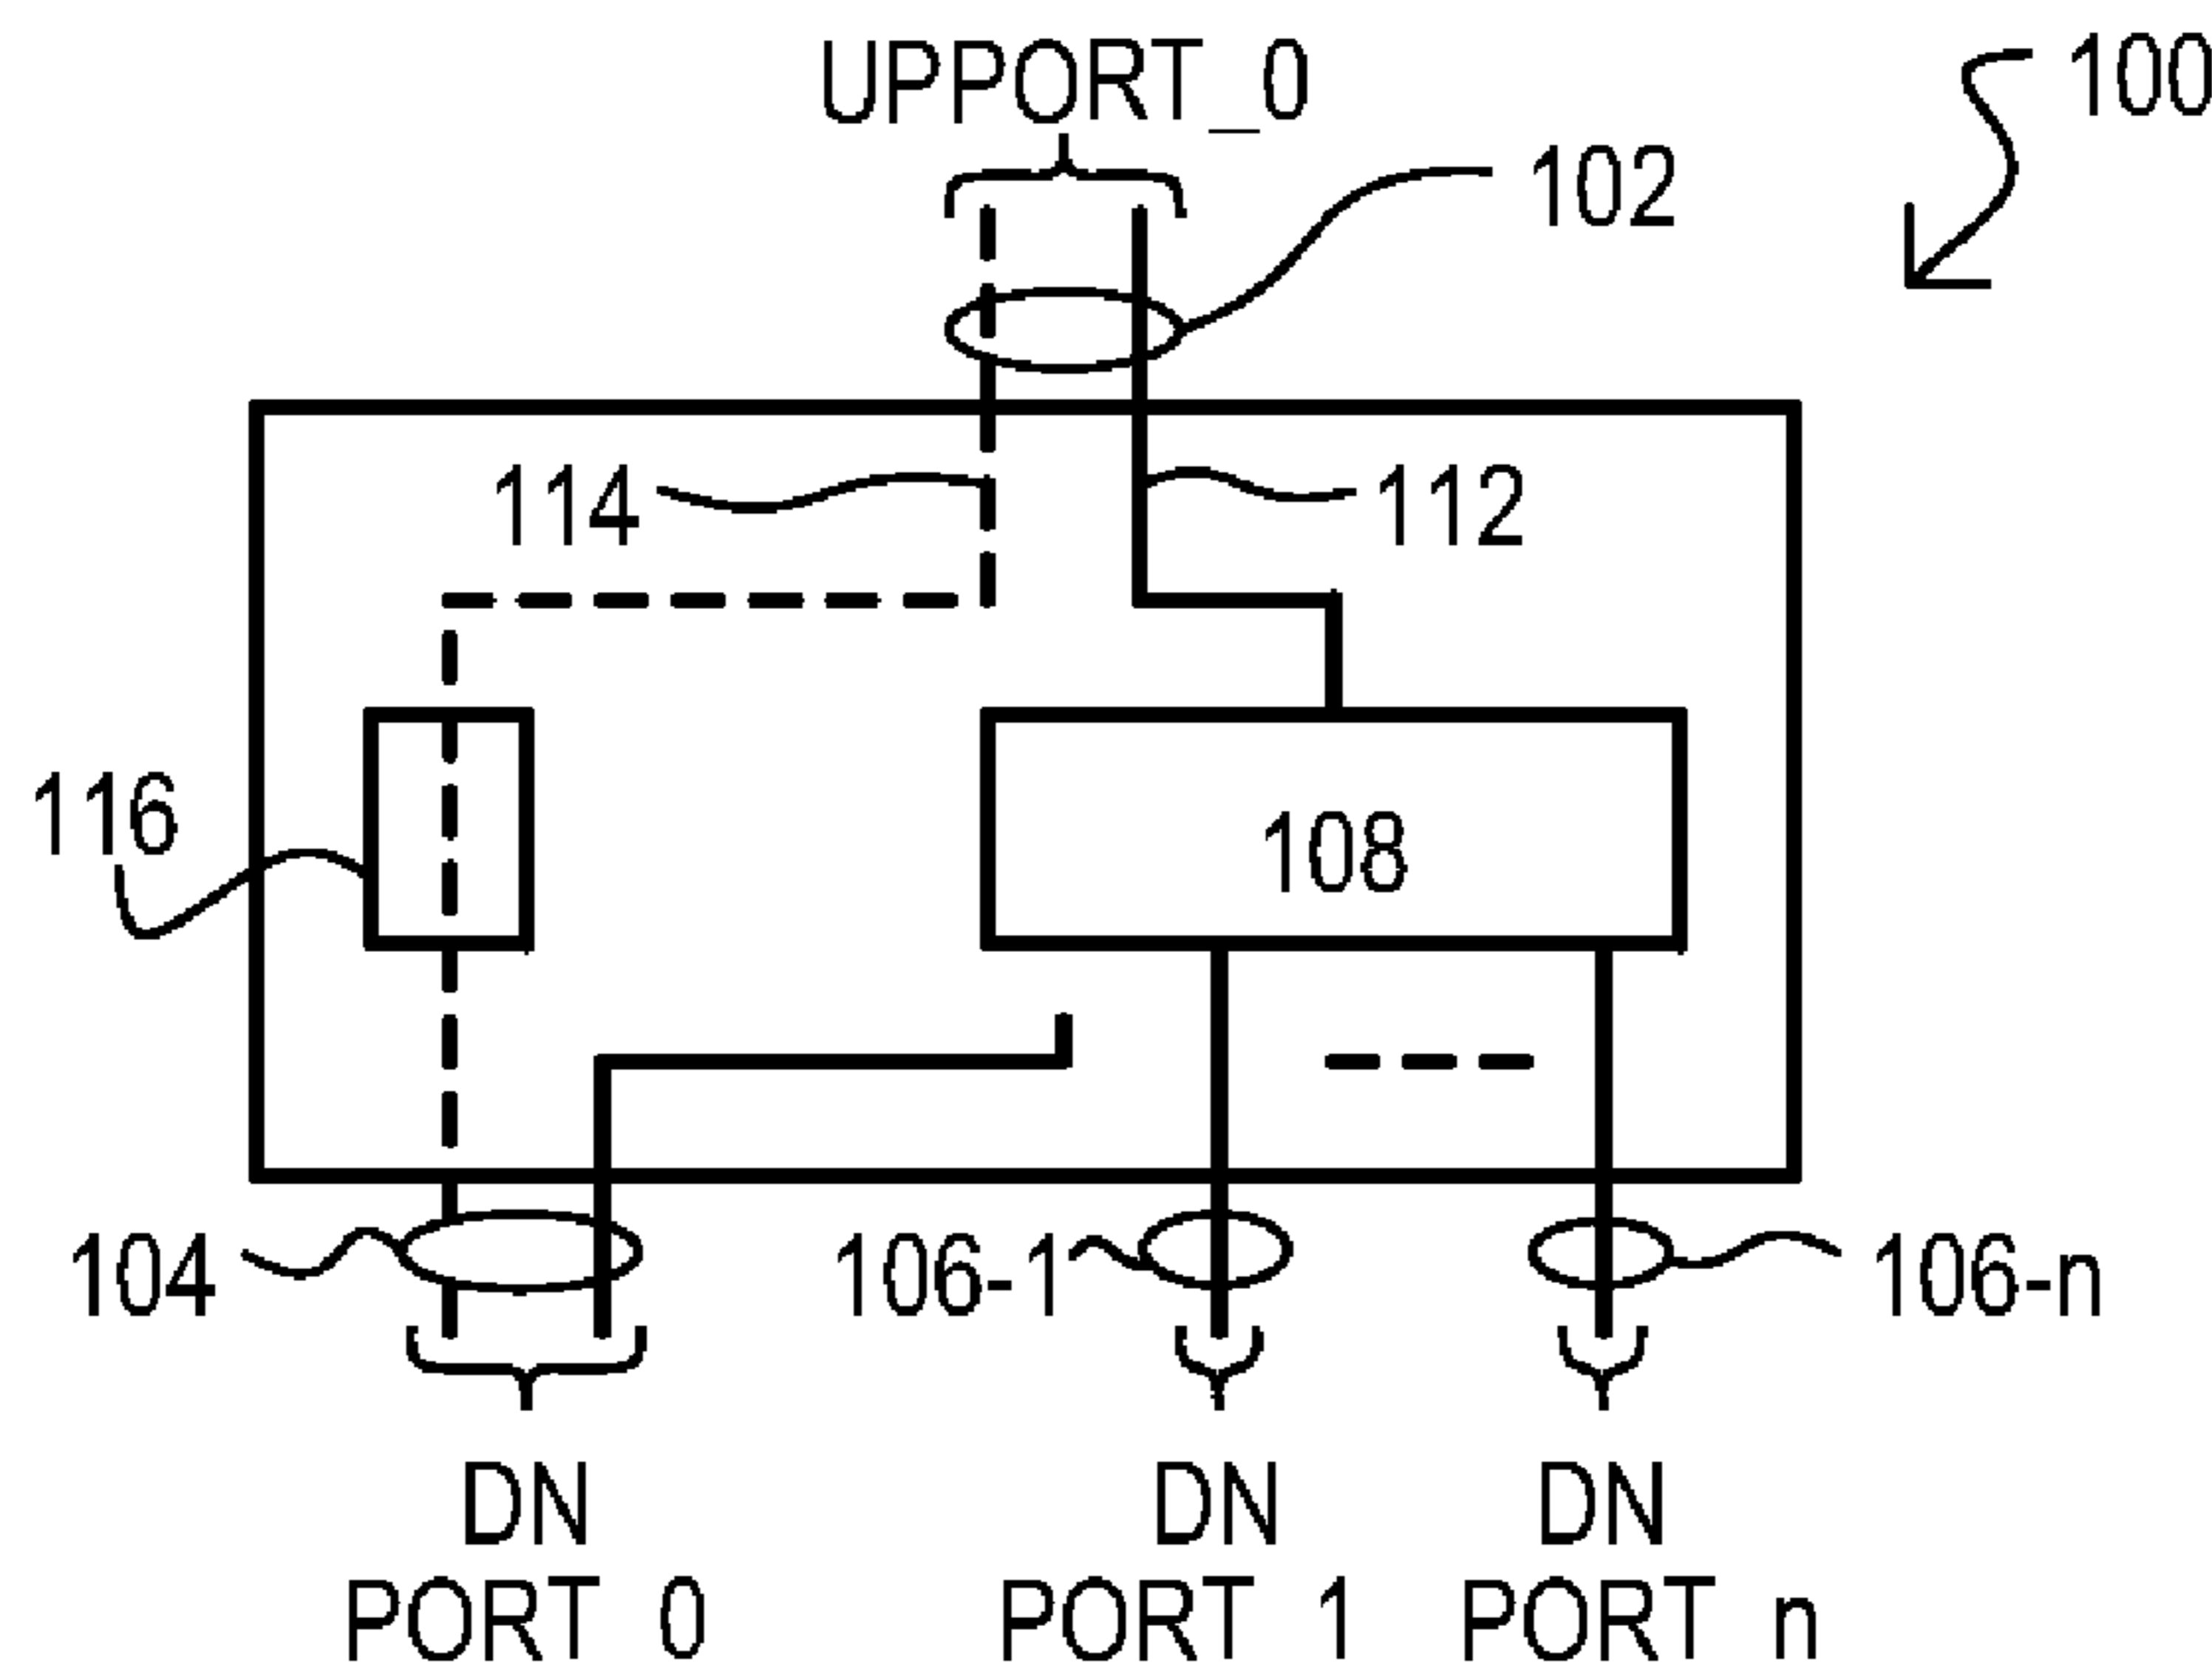 UPPORT_0
100
102
114
112
116
108
104
106-1
106-n
DN
PORT 0
DN
PORT 1
DN
PORT n